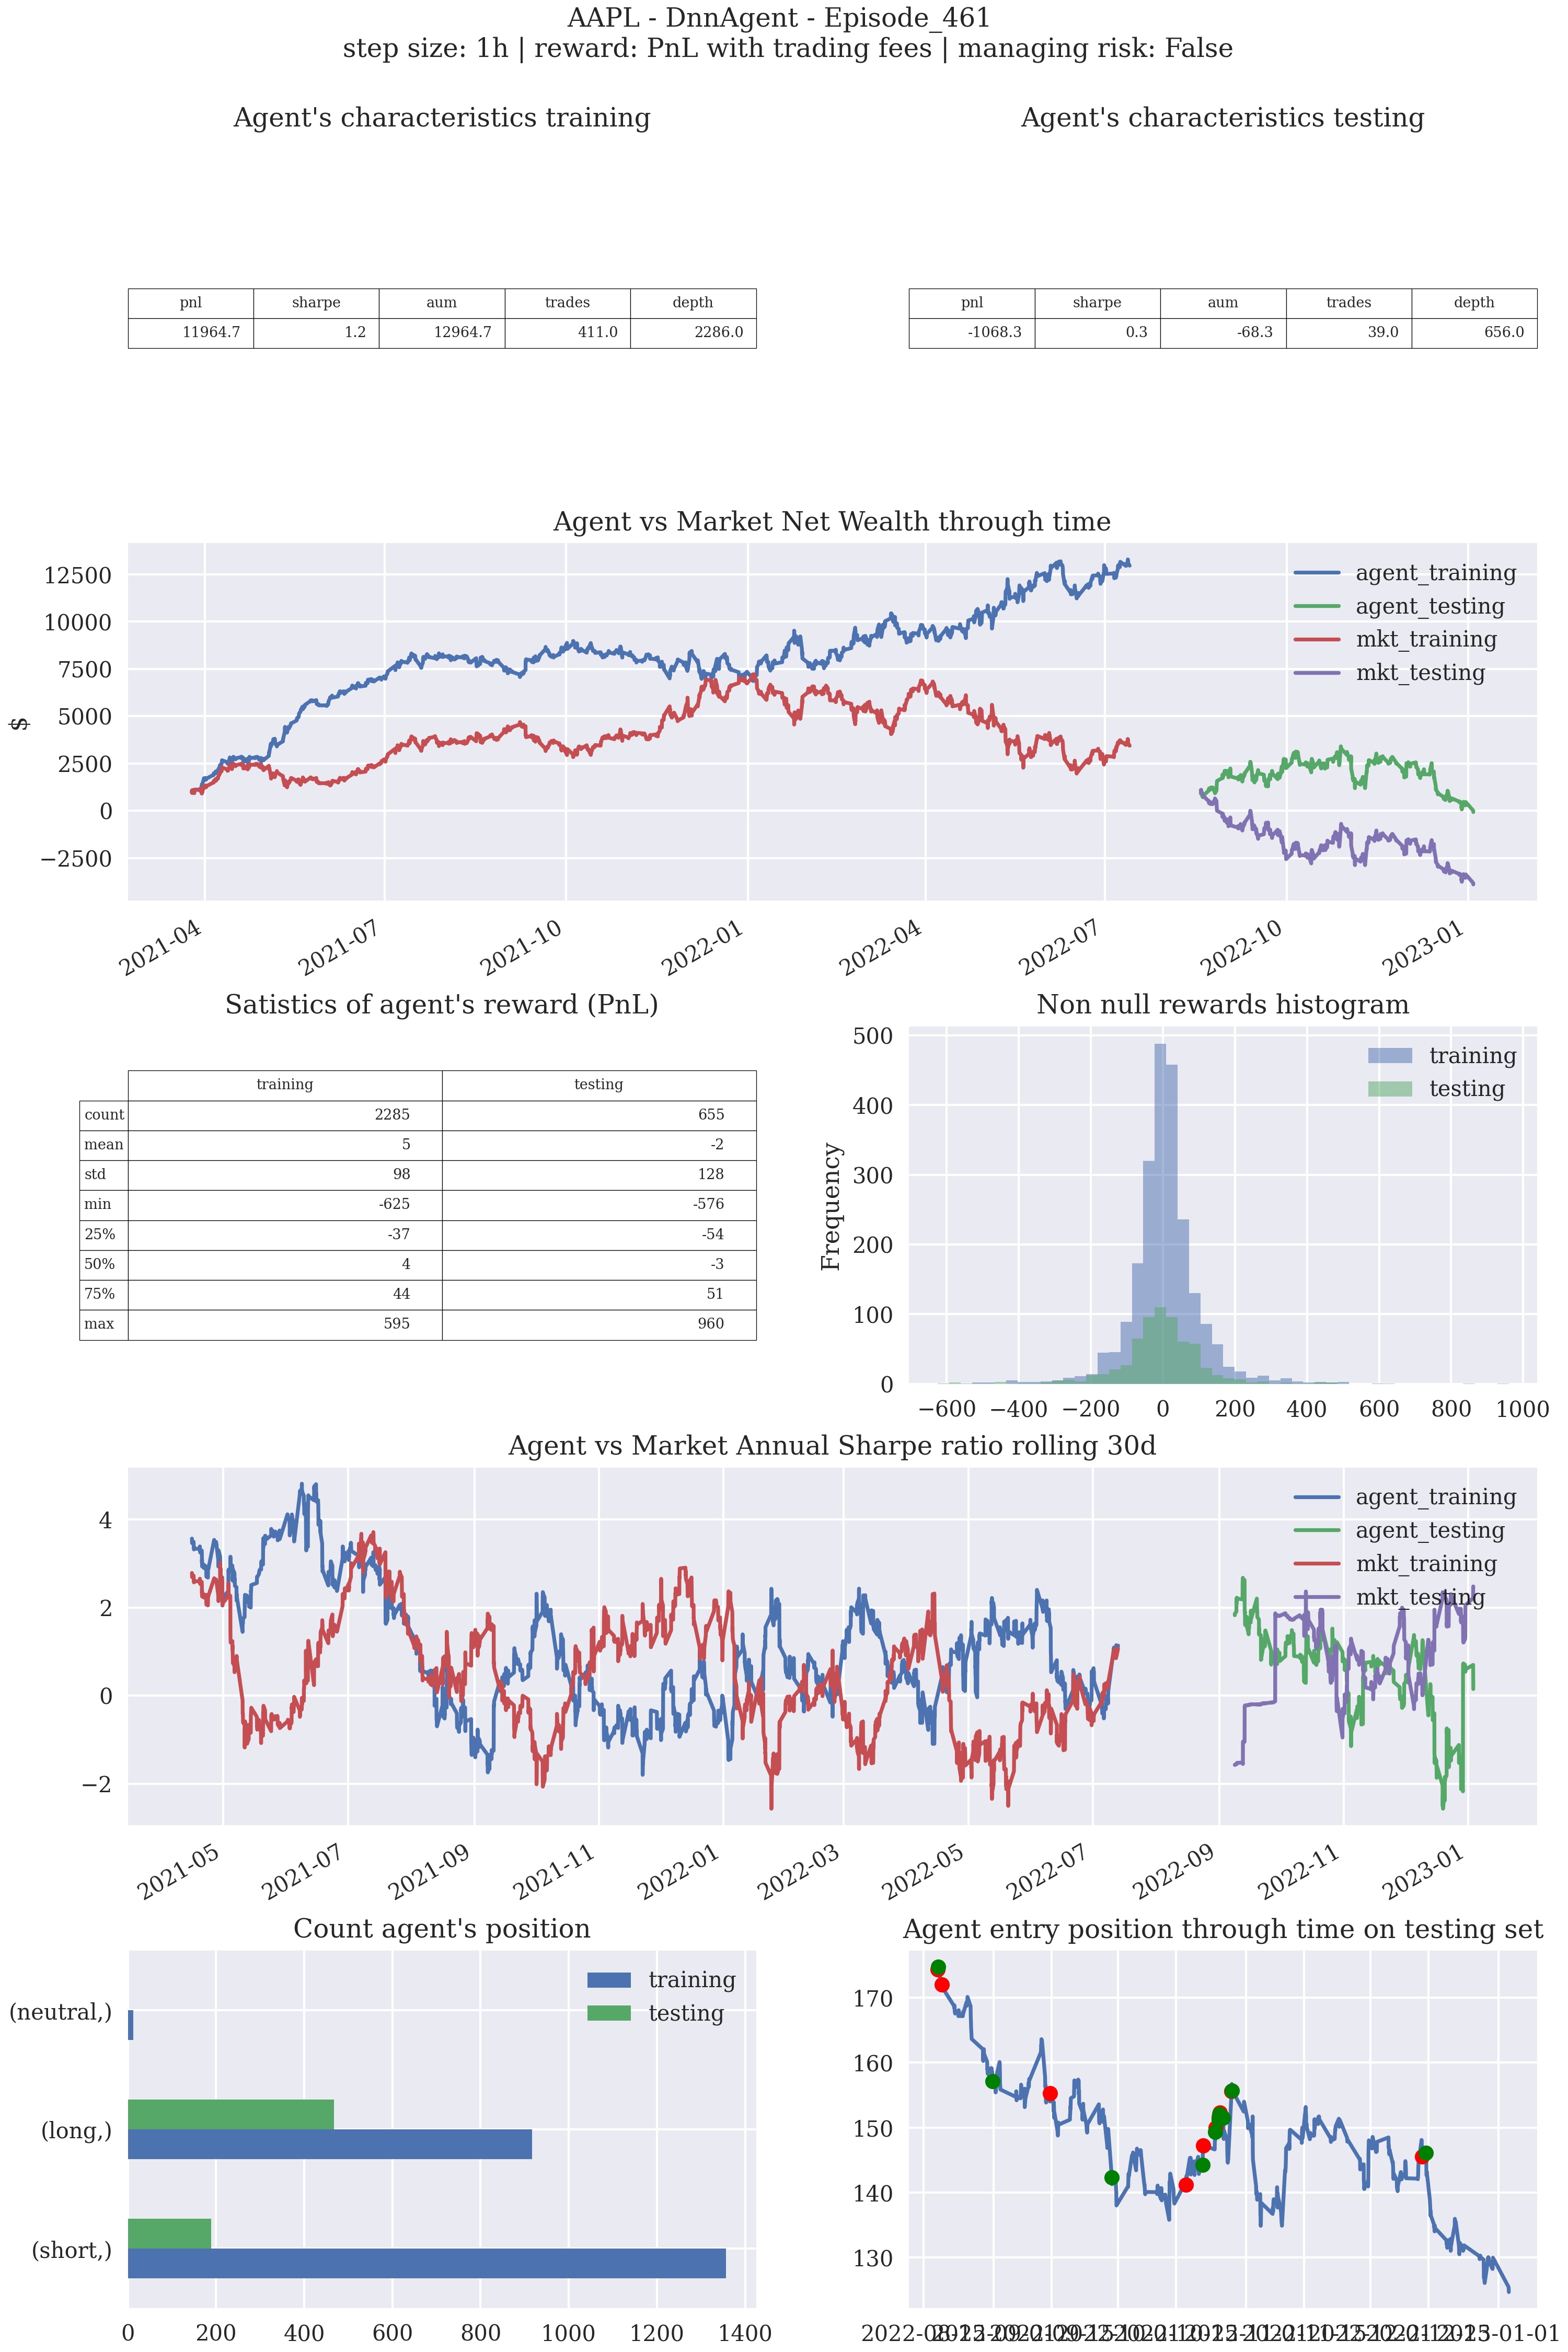 AAPL - DnnAgent - Episode_461
step size: 1h | reward: PnL with trading fees | managing risk: False
Agent's characteristics training
Agent's characteristics testing
pnl sharpe aum trades depth
11964.7 1.2 12964.7 411.0 2286.0
pnl sharpe aum trades depth
-1068.3 0.3 -68.3 39.0 656.0
Agent vs Market Net Wealth through time
12500
10000
7500
5000
2500
0
−2500
$
agent_training
agent_testing
mkt_training
mkt_testing
2021-04 2021-07 2021-10 2022-01 2022-04 2022-07 2022-10 2023-01
Satistics of agent's reward (PnL)
training testing
count 2285 655
mean 5 -2
std 98 128
min -625 -576
25% -37 -54
50% 4 -3
75% 44 51
max 595 960
Non null rewards histogram
500
400
300
200
100
0
Frequency
training
testing
−600 −400 −200 0 200 400 600 800 1000
Agent vs Market Annual Sharpe ratio rolling 30d
4
2
0
−2
agent_training
agent_testing
mkt_training
mkt_testing
2021-05 2021-07 2021-09 2021-11 2022-01 2022-03 2022-05 2022-07 2022-09 2022-11 2023-01
Count agent's position
training
testing
(neutral,)
(long,)
(short,)
0 200 400 600 800 1000 1200 1400
Agent entry position through time on testing set
170
160
150
140
130